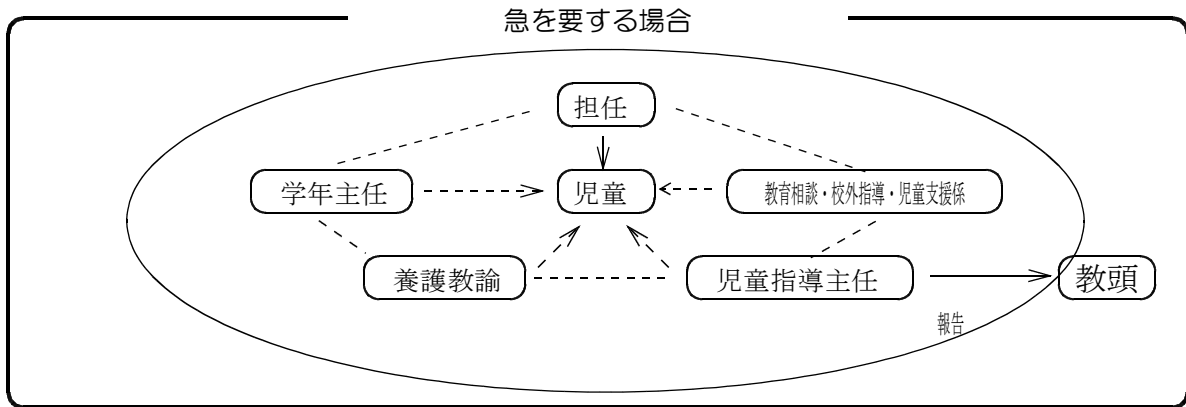 急を要する場合
担任
学年主任
児童
教育相談・校外指導・児童支援係
養護教諭
児童指導主任
教頭
報告